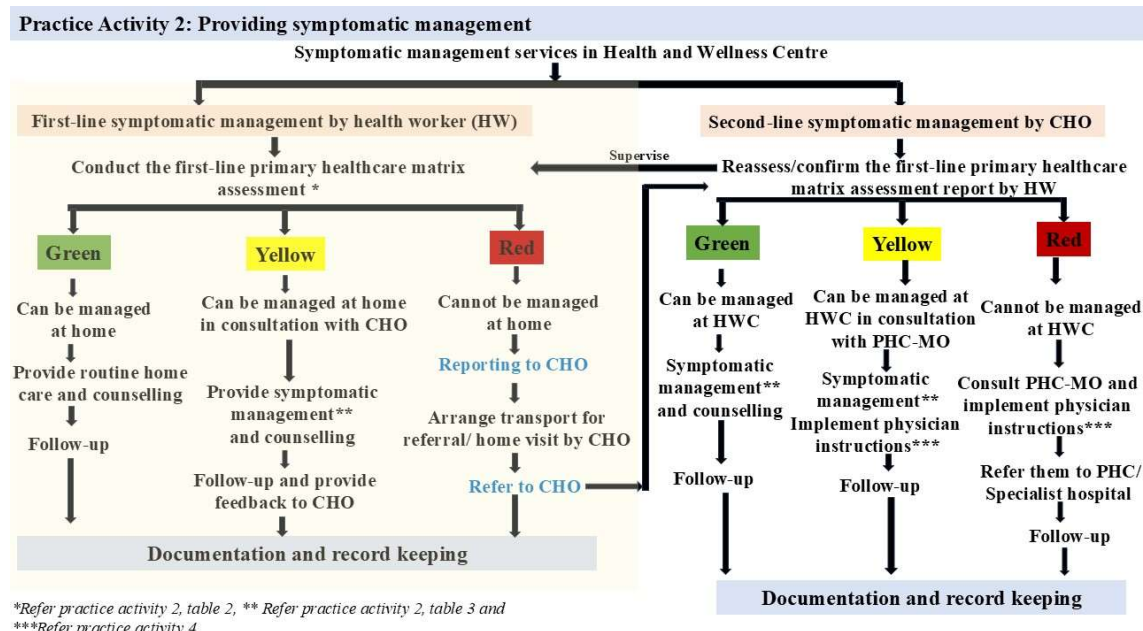 Practice Activity 2: Providing symptomatic management
Symptomatic management services in Health and Wellness Centre
First-line symptomatic management by health worker (HW)
Conduct the first-line primary healthcare matrix
assessment *
Green
Can be managed
at home
Provide routine home
care and counselling
Follow-up
Yellow
Can be managed at home
in consultation with CHO
Provide symptomatic
management**
and counselling
Follow-up and provide
feedback to CHO
Red
Cannot be managed
at home
Reporting to CHO
Arrange transport for
referral/ home visit by CHO
Refer to CHO
Documentation and record keeping
Supervise
Second-line symptomatic management by CHO
Reassess/confirm the first-line primary healthcare
matrix assessment report by HW
Green
Can be managed
at HWC
Symptomatic
management**
and counselling
Follow-up
Yellow
Can be managed at
HWC in consultation
with PHC-MO
Symptomatic
management**
Implement physician
instructions***
Follow-up
Red
Cannot be managed
at HWC
Consult PHC-MO and
implement physician
instructions***
Refer them to PHC/
Specialist hospital
Follow-up
Documentation and record keeping
*Refer practice activity 2, table 2, ** Refer practice activity 2, table 3 and
***Refer practice activity 4